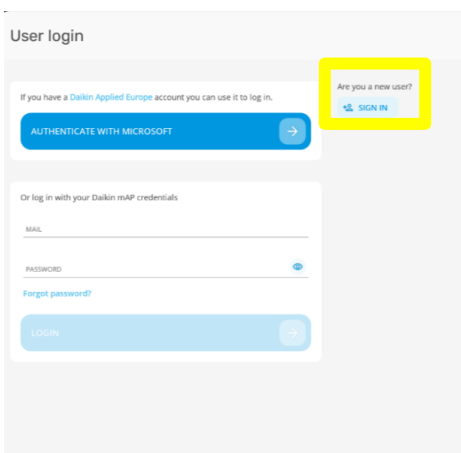 User login
If you have a Daikin Applied Europe account you can use it to log in.
AUTHENTICATE WITH MICROSOFT
Are you a new user?
SIGN IN
Or log in with your Daikin mAP credentials
MAIL
PASSWORD
Forgot password?
LOGIN